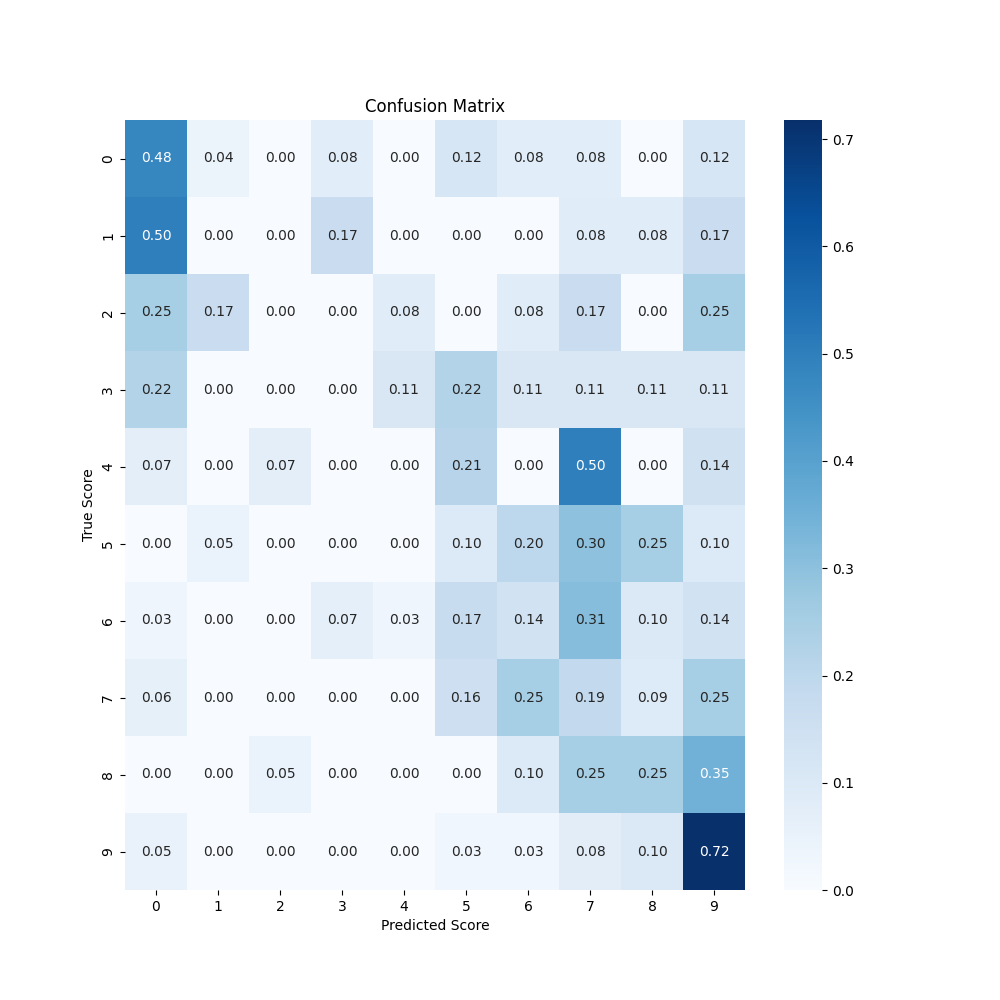 Confusion Matrix
0 0.48 0.04 0.00 0.08 0.00 0.12 0.08 0.08 0.00 0.12
1 0.50 0.00 0.00 0.17 0.00 0.00 0.00 0.08 0.08 0.17
2 0.25 0.17 0.00 0.00 0.08 0.00 0.08 0.17 0.00 0.25
3 0.22 0.00 0.00 0.00 0.11 0.22 0.11 0.11 0.11 0.11
4 0.07 0.00 0.07 0.00 0.00 0.21 0.00 0.50 0.00 0.14
5 0.00 0.05 0.00 0.00 0.00 0.10 0.20 0.30 0.25 0.10
6 0.03 0.00 0.00 0.07 0.03 0.17 0.14 0.31 0.10 0.14
7 0.06 0.00 0.00 0.00 0.00 0.16 0.25 0.19 0.09 0.25
8 0.00 0.00 0.05 0.00 0.00 0.00 0.10 0.25 0.25 0.35
9 0.05 0.00 0.00 0.00 0.00 0.03 0.03 0.08 0.10 0.72
0 1 2 3 4 5 6 7 8 9
Predicted Score
True Score
0.7
0.6
0.5
0.4
0.3
0.2
0.1
0.0